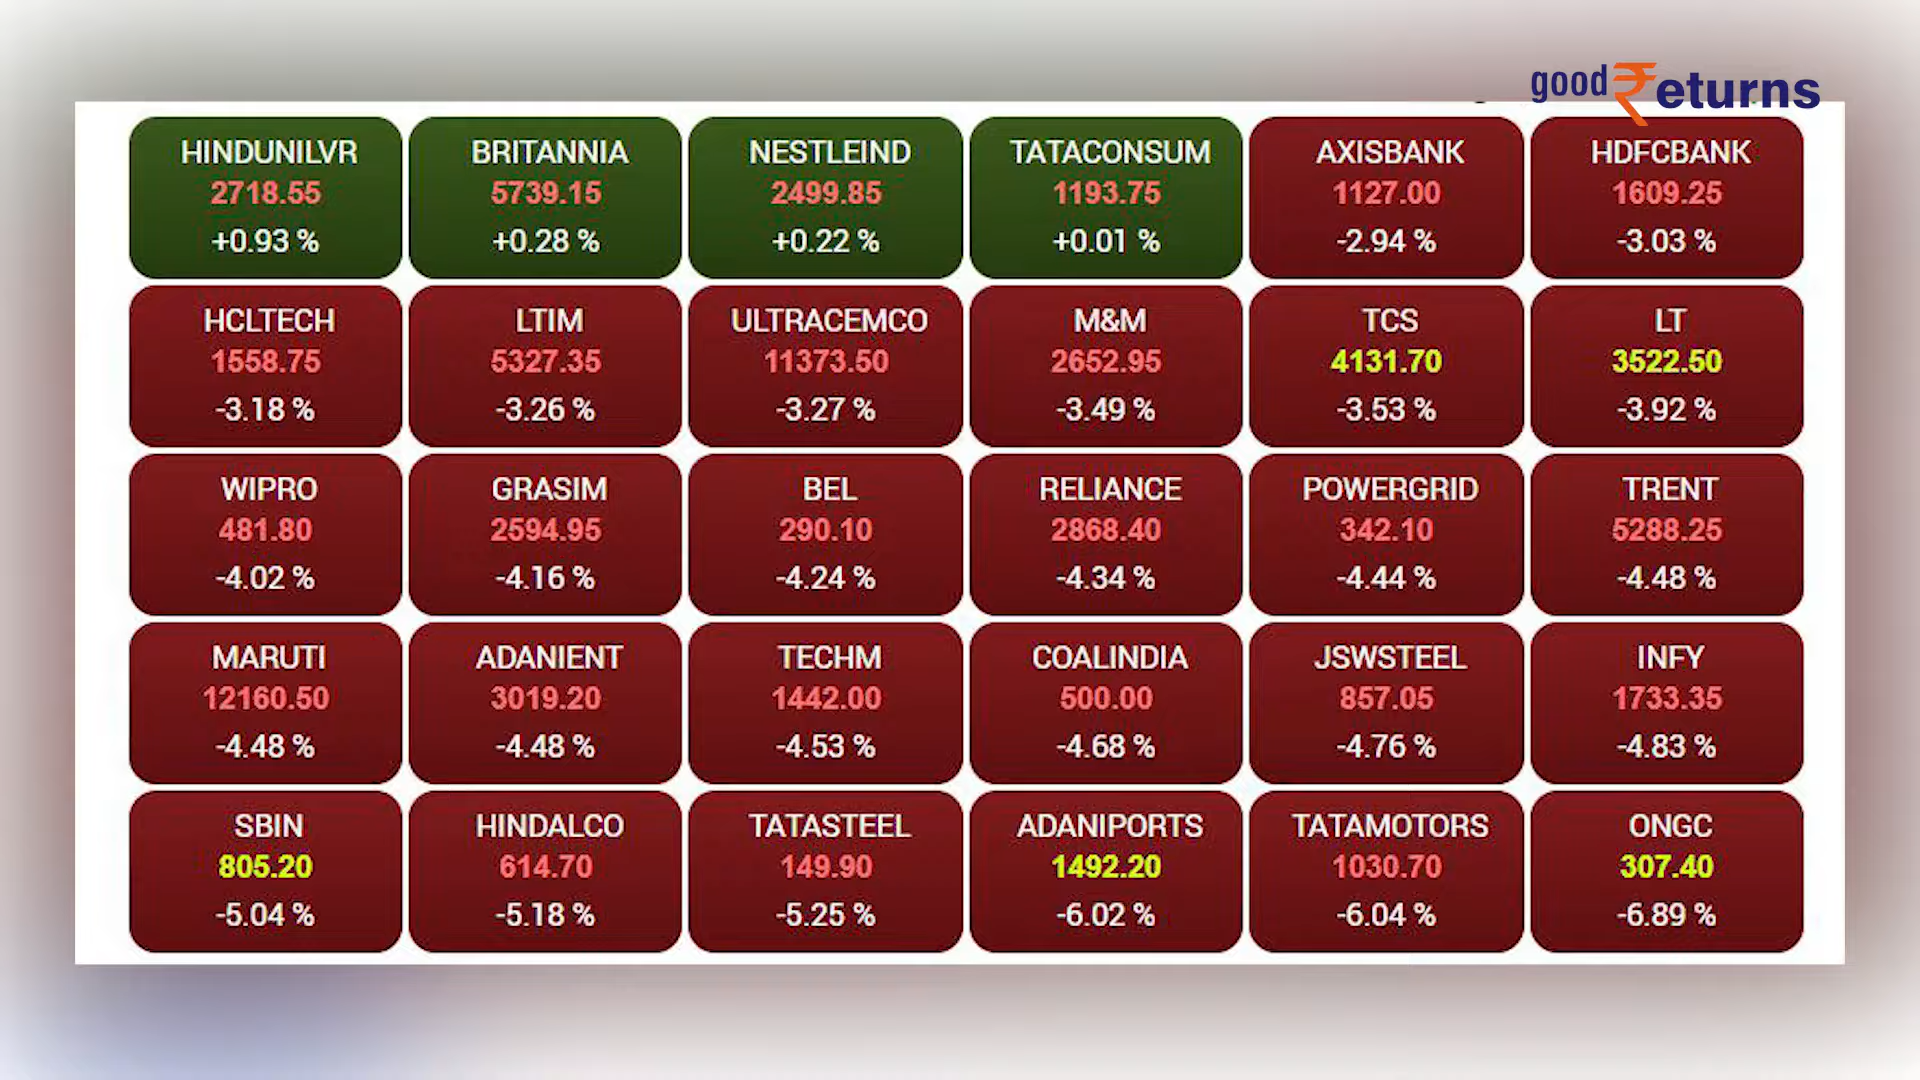 good₹eturns
HINDUNILVR BRITANNIA NESTLEIND TATACONSUM AXISBANK HDFCBANK
2718.55 5739.15 2499.85 1193.75 1127.00 1609.25
+0.93 % +0.28 % +0.22 % +0.01 % -2.94 % -3.03 %
HCLTECH LTIM ULTRACEMCO M&M TCS LT
1558.75 5327.35 11373.50 2652.95 4131.70 3522.50
-3.18 % -3.26 % -3.27 % -3.49 % -3.53 % -3.92 %
WIPRO GRASIM BEL RELIANCE POWERGRID TRENT
481.80 2594.95 290.10 2868.40 342.10 5288.25
-4.02 % -4.16 % -4.24 % -4.34 % -4.44 % -4.48 %
MARUTI ADANIENT TECHM COALINDIA JSWSTEEL INFY
12160.50 3019.20 1442.00 500.00 857.05 1733.35
-4.48 % -4.48 % -4.53 % -4.68 % -4.76 % -4.83 %
SBIN HINDALCO TATASTEEL ADANIPORTS TATAMOTORS ONGC
805.20 614.70 149.90 1492.20 1030.70 307.40
-5.04 % -5.18 % -5.25 % -6.02 % -6.04 % -6.89 %